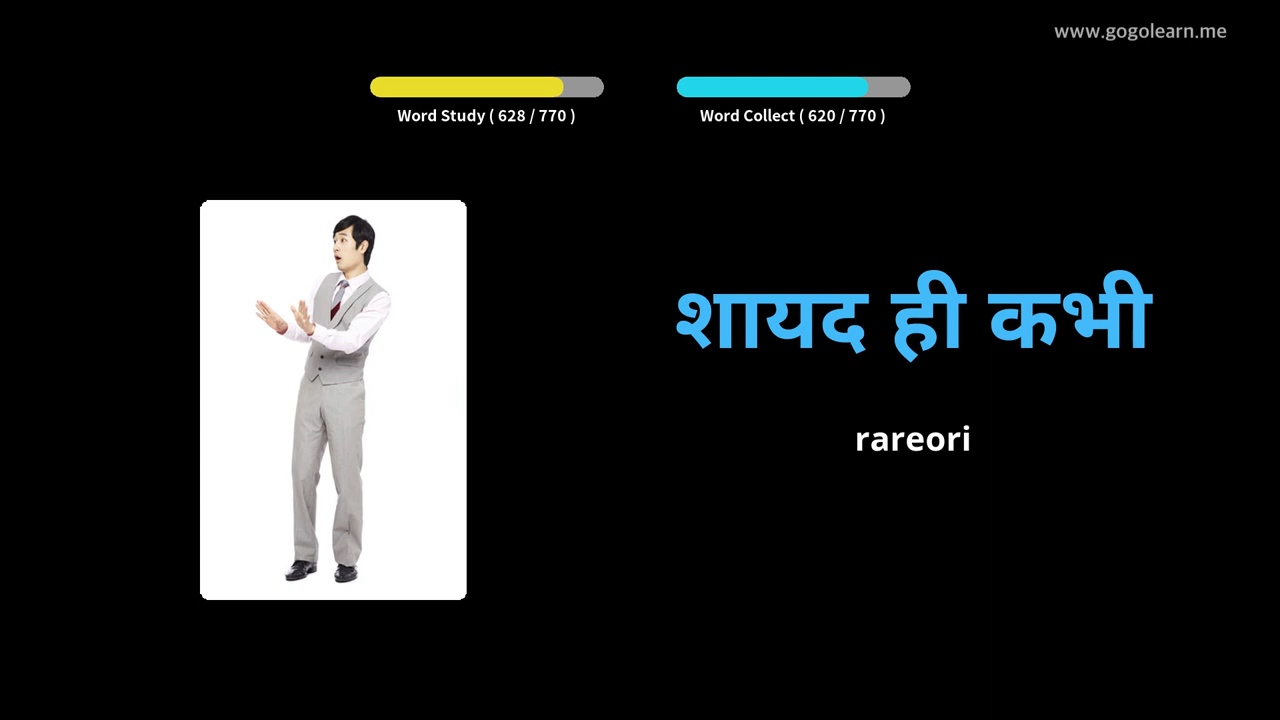 www.gogolearn.me
Word Study ( 628 / 770 )
Word Collect ( 620 / 770 )
शायद ही कभी
rareori